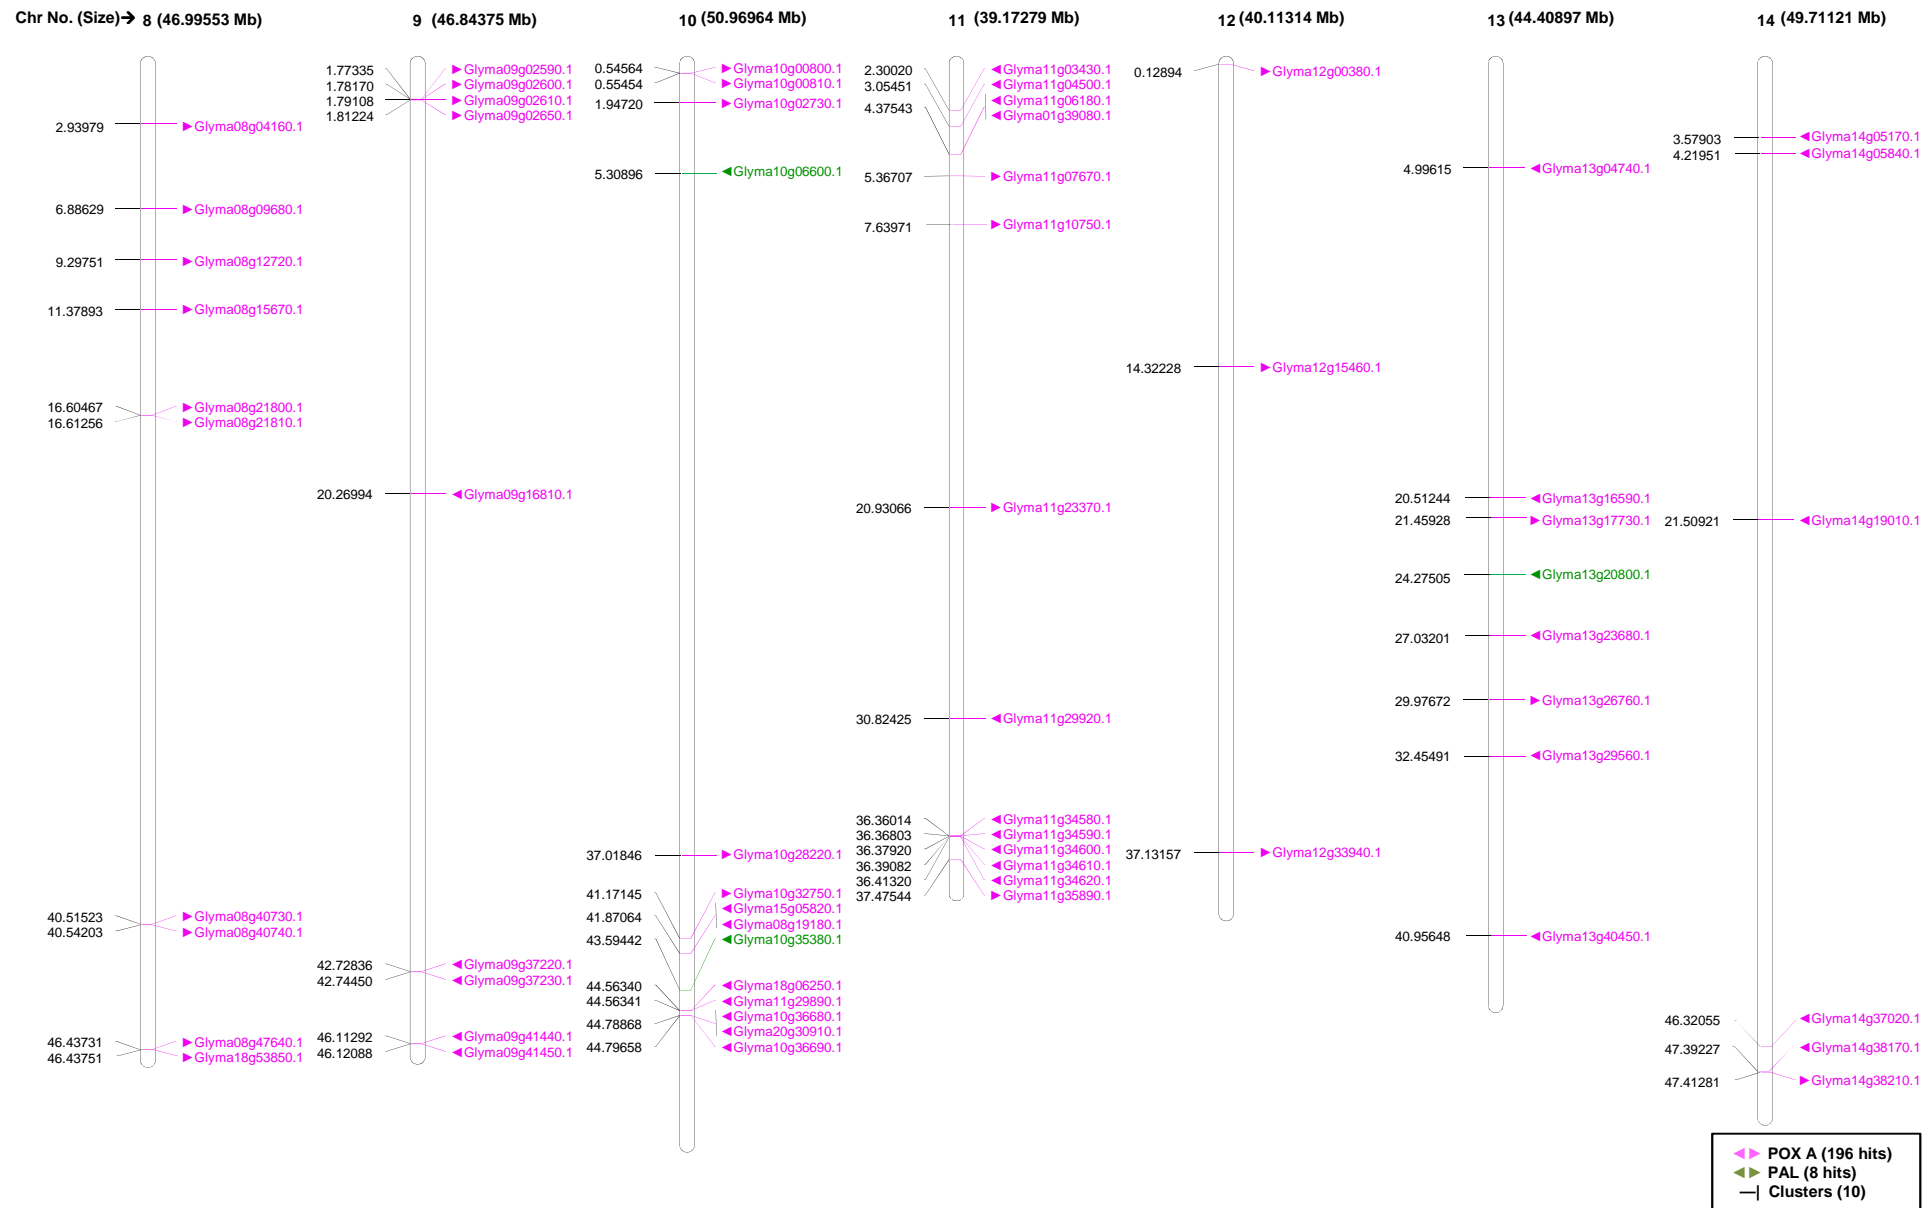 Chr No. (Size)→ 8 (46.99553 Mb)
2.93979 ►Glyma08g04160.1
6.88629 ►Glyma08g09680.1
9.29751 ►Glyma08g12720.1
11.37893 ►Glyma08g15670.1
16.60467 ►Glyma08g21800.1
16.61256 ►Glyma08g21810.1
40.51523 ►Glyma08g40730.1
40.54203 ◄Glyma08g40740.1
46.43731 ►Glyma08g47640.1
46.43751 ◄Glyma18g53850.1
9 (46.84375 Mb)
1.77335 ►Glyma09g02590.1
1.78170 ►Glyma09g02600.1
1.79108 ►Glyma09g02610.1
1.81224 ►Glyma09g02650.1
20.26994 ◄Glyma09g16810.1
42.72836 ◄Glyma09g37220.1
42.74450 ◄Glyma09g37230.1
46.11292 ◄Glyma09g41440.1
46.12088 ◄Glyma09g41450.1
10 (50.96964 Mb)
0.54564 ►Glyma10g00800.1
0.55454 ►Glyma10g00810.1
1.94720 ►Glyma10g02730.1
5.30896 ◄Glyma10g06600.1
37.01846 ►Glyma10g28220.1
41.17145 ►Glyma10g32750.1
◄Glyma15g05820.1
41.87064 ◄Glyma08g19180.1
43.59442 ◄Glyma10g35380.1
44.56340 ◄Glyma18g06250.1
44.56341 ◄Glyma11g29890.1
44.78868 ◄Glyma10g36680.1
◄Glyma20g30910.1
44.79658 ◄Glyma10g36690.1
11 (39.17279 Mb)
2.30020 ◄Glyma11g03430.1
3.05451 ◄Glyma11g04500.1
4.37543 ◄Glyma11g06180.1
◄Glyma01g39080.1
5.36707 ►Glyma11g07670.1
7.63971 ►Glyma11g10750.1
20.93066 ►Glyma11g23370.1
30.82425 ◄Glyma11g29920.1
36.36014 ◄Glyma11g34580.1
36.36803 ◄Glyma11g34590.1
36.37920 ◄Glyma11g34600.1
36.39082 ◄Glyma11g34610.1
36.41320 ◄Glyma11g34620.1
37.47544 ►Glyma11g35890.1
12 (40.11314 Mb)
0.12894 ►Glyma12g00380.1
14.32228 ►Glyma12g15460.1
37.13157 ►Glyma12g33940.1
13 (44.40897 Mb)
4.99615 ◄Glyma13g04740.1
20.51244 ◄Glyma13g16590.1
21.45928 ►Glyma13g17730.1
24.27505 ◄Glyma13g20800.1
27.03201 ◄Glyma13g23680.1
29.97672 ►Glyma13g26760.1
32.45491 ◄Glyma13g29560.1
40.95648 ◄Glyma13g40450.1
14 (49.71121 Mb)
3.57903 ◄Glyma14g05170.1
4.21951 ◄Glyma14g05840.1
21.50921 ◄Glyma14g19010.1
46.32055 ◄Glyma14g37020.1
47.39227 ◄Glyma14g38170.1
47.41281 ►Glyma14g38210.1
◄► POX A (196 hits)
◄► PAL (8 hits)
—| Clusters (10)